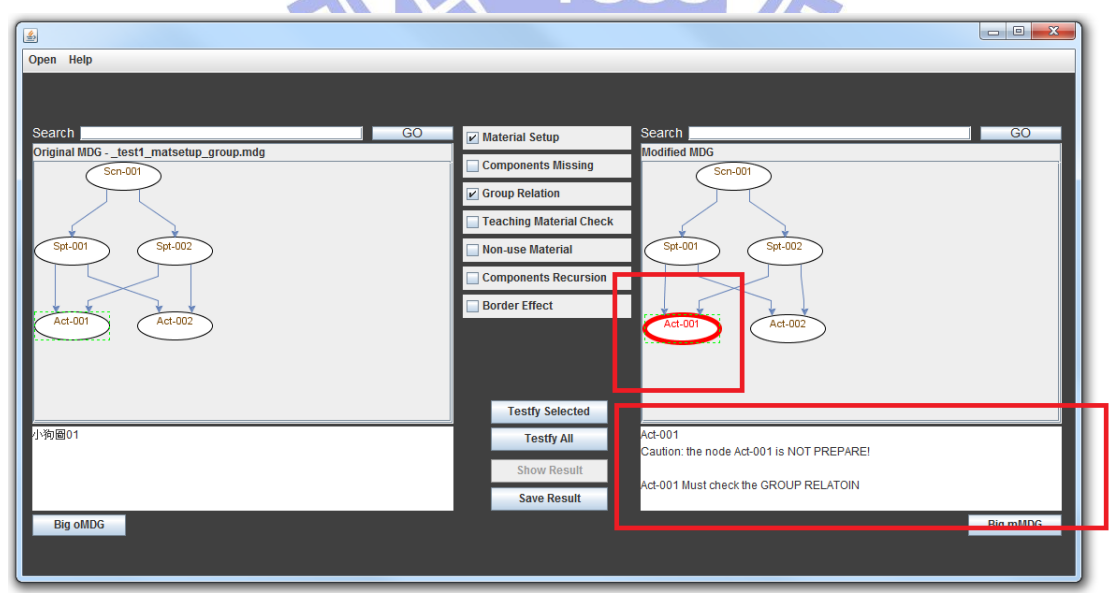 Open Help
Search GO
Original MDG - _test1_matsetup_group.mdg
Scn-001
Spt-001 Spt-002
Act-001 Act-002
小狗圖01
Big oMDG
Material Setup
Components Missing
Group Relation
Teaching Material Check
Non-use Material
Components Recursion
Border Effect
Testfy Selected
Testfy All
Show Result
Save Result
Search GO
Modified MDG
Scn-001
Spt-001 Spt-002
Act-001 Act-002
Act-001
Caution: the node Act-001 is NOT PREPARE!
Act-001 Must check the GROUP RELATOIN
Big mMDG